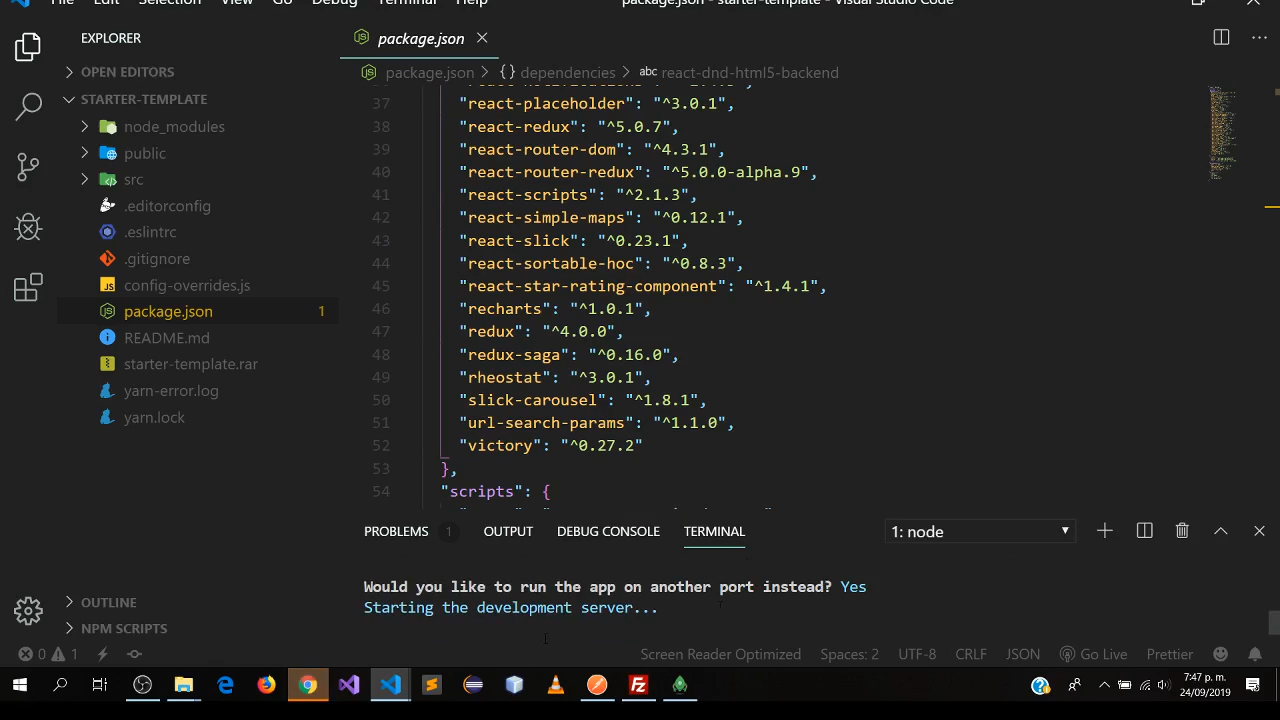 File Edit Selection View Go Debug Terminal Help
package.json - starter-template - Visual Studio Code
EXPLORER
OPEN EDITORS
STARTER-TEMPLATE
node_modules
public
src
.editorconfig
.eslintrc
.gitignore
config-overrides.js
package.json 1
README.md
starter-template.rar
yarn-error.log
yarn.lock
OUTLINE
NPM SCRIPTS
package.json
package.json > {} dependencies > abc react-dnd-html5-backend
37 "react-placeholder": "^3.0.1",
38 "react-redux": "^5.0.7",
39 "react-router-dom": "^4.3.1",
40 "react-router-redux": "^5.0.0-alpha.9",
41 "react-scripts": "^2.1.3",
42 "react-simple-maps": "^0.12.1",
43 "react-slick": "^0.23.1",
44 "react-sortable-hoc": "^0.8.3",
45 "react-star-rating-component": "^1.4.1",
46 "recharts": "^1.0.1",
47 "redux": "^4.0.0",
48 "redux-saga": "^0.16.0",
49 "rheostat": "^3.0.1",
50 "slick-carousel": "^1.8.1",
51 "url-search-params": "^1.1.0",
52 "victory": "^0.27.2"
53 },
54 "scripts": {
PROBLEMS 1 OUTPUT DEBUG CONSOLE TERMINAL 1: node
Would you like to run the app on another port instead? Yes
Starting the development server...
0 1 Screen Reader Optimized Spaces: 2 UTF-8 CRLF JSON Go Live Prettier
7:47 p. m.
24/09/2019